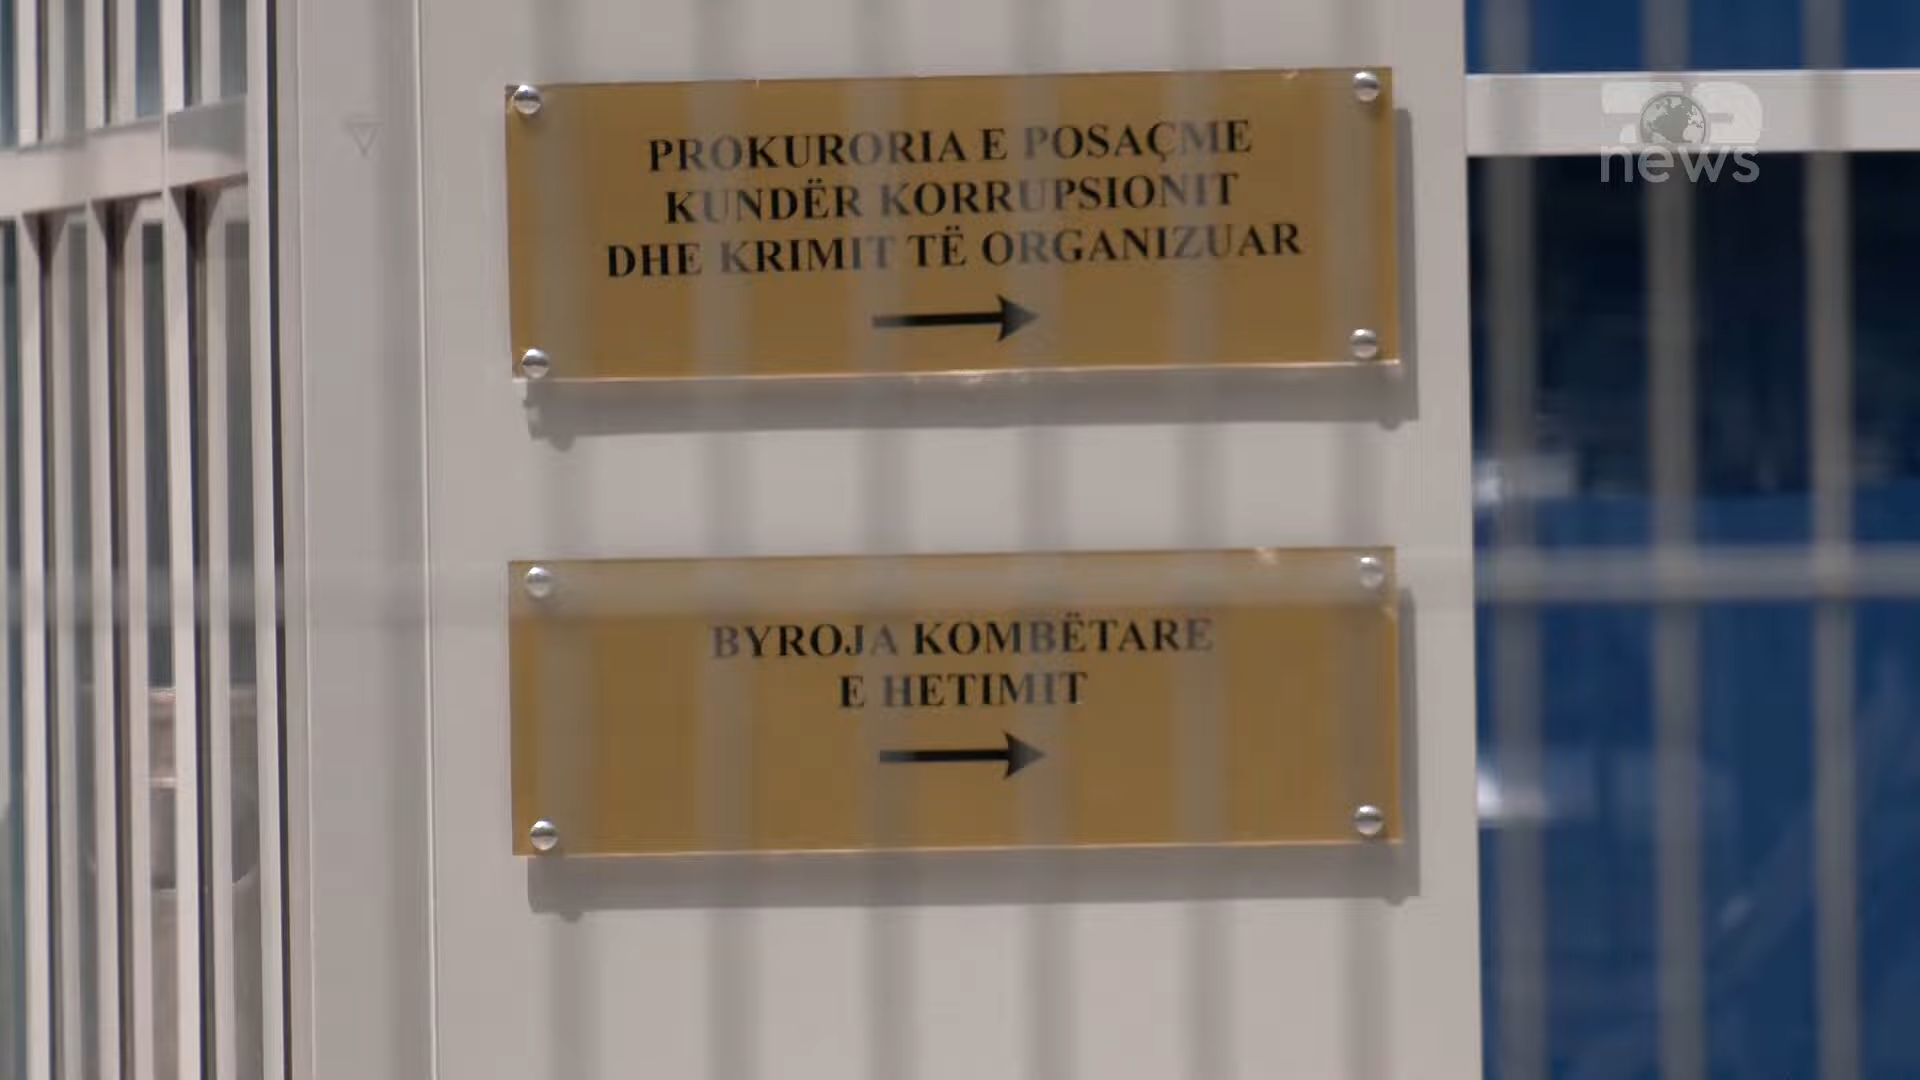 PROKURORIA E POSAÇME
KUNDËR KORRUPSIONIT
DHE KRIMIT TË ORGANIZUAR
BYROJA KOMBËTARE
E HETIMIT
news